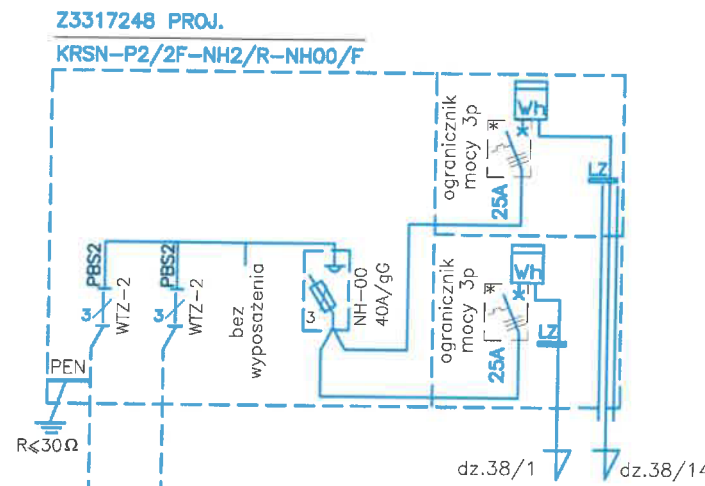 Z3317248 PROJ.
KRSN-P2/2F-NH2/R-NH00/F
Wh
*
*
ogranicznik
mocy 3p
25A
LZ
PBS2
3
WTZ-2
PBS2
3
WTZ-2
bez
wyposażenia
3
NH-00
40A/gG
Wh
*
*
ogranicznik
mocy 3p
25A
LZ
PEN
R≤30Ω
dz.38/1
dz.38/14